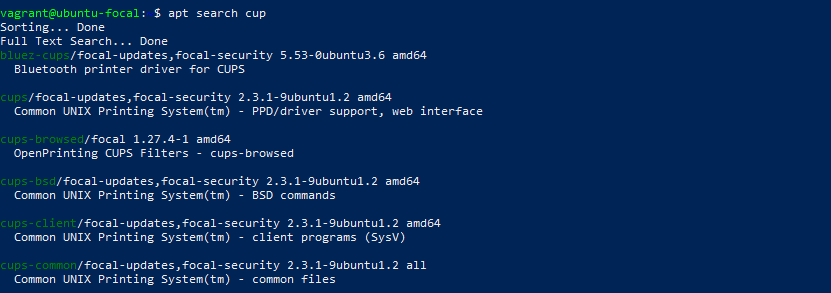 vagrant@ubuntu-focal:~$ apt search cup
Sorting... Done
Full Text Search... Done
bluez-cups/focal-updates,focal-security 5.53-0ubuntu3.6 amd64
Bluetooth printer driver for CUPS
cups/focal-updates,focal-security 2.3.1-9ubuntu1.2 amd64
Common UNIX Printing System(tm) - PPD/driver support, web interface
cups-browsed/focal 1.27.4-1 amd64
OpenPrinting CUPS Filters - cups-browsed
cups-bsd/focal-updates,focal-security 2.3.1-9ubuntu1.2 amd64
Common UNIX Printing System(tm) - BSD commands
cups-client/focal-updates,focal-security 2.3.1-9ubuntu1.2 amd64
Common UNIX Printing System(tm) - client programs (SysV)
cups-common/focal-updates,focal-security 2.3.1-9ubuntu1.2 all
Common UNIX Printing System(tm) - common files